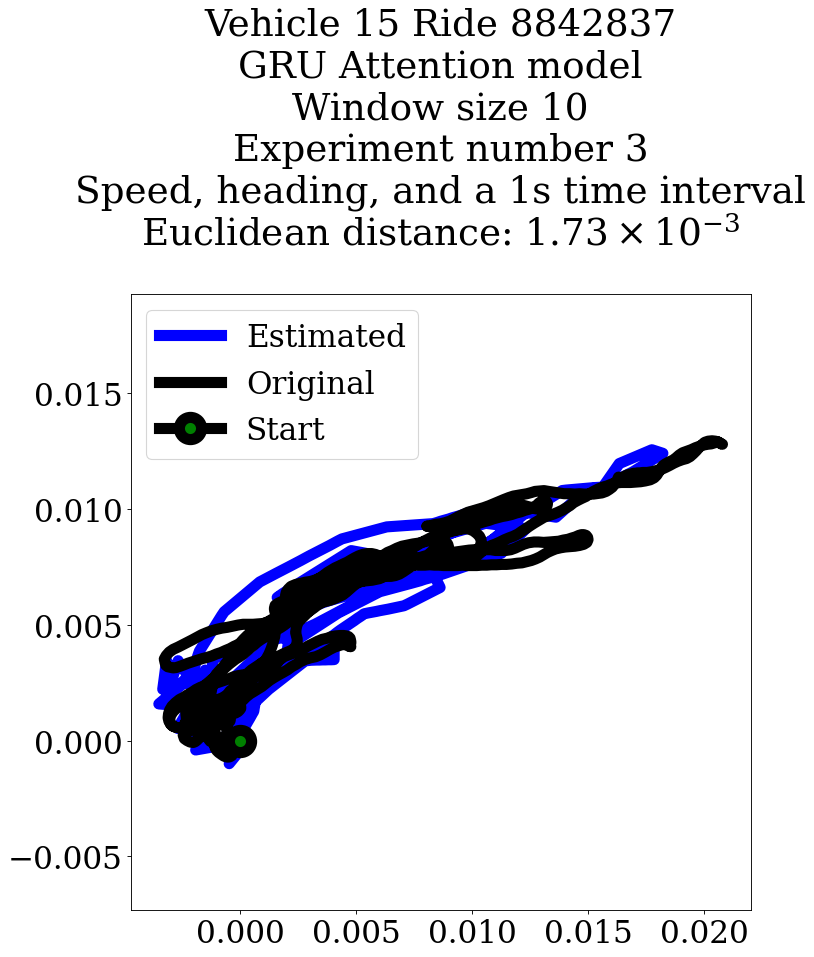 Vehicle 15 Ride 8842837
GRU Attention model
Window size 10
Experiment number 3
Speed, heading, and a 1s time interval
Euclidean distance: 1.73 × 10⁻³
Estimated
Original
Start
0.015
0.010
0.005
0.000
−0.005
0.000 0.005 0.010 0.015 0.020